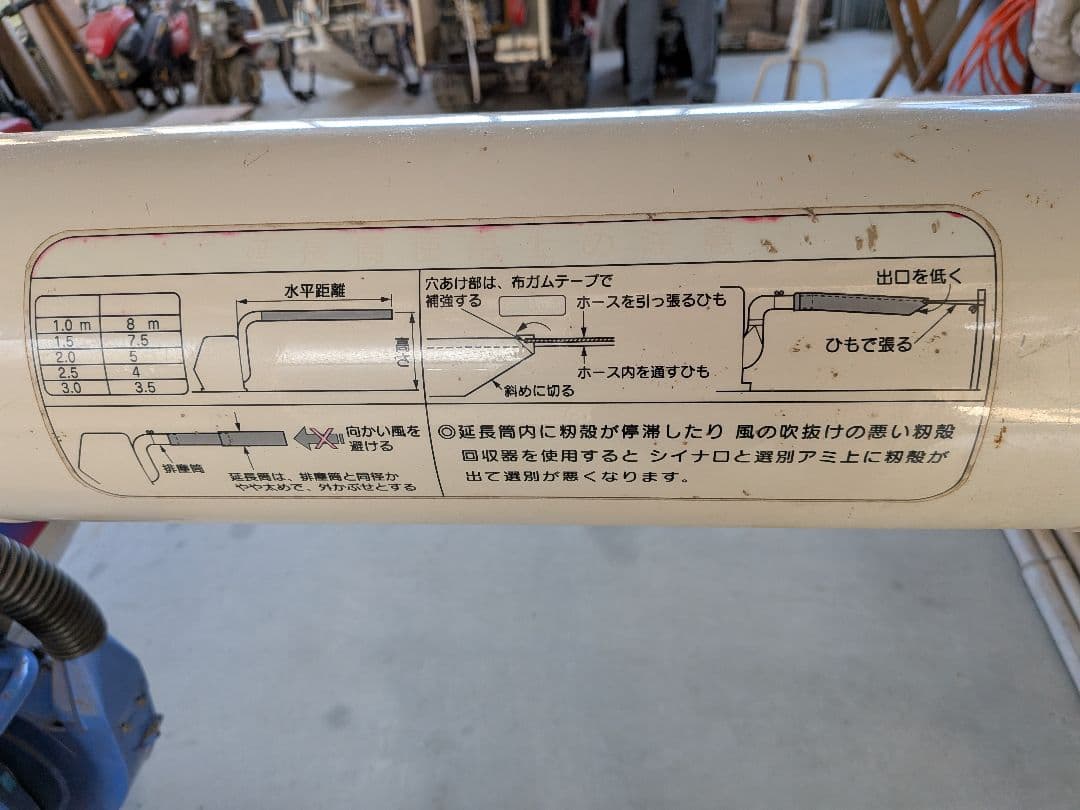 1.0 m 8 m
1.5 7.5
2.0 5
2.5 4
3.0 3.5
水平距離
高さ
穴あけ部は、布ガムテープで
補強する
ホースを引っ張るひも
ホース内を通すひも
斜めに切る
出口を低く
ひもで張る
排塵筒
向かい風を
避ける
延長筒は、排塵筒と同径か
やや太めで、外かぶせとする
◎延長筒内に籾殻が停滞したり 風の吹抜けの悪い籾殻
回収器を使用すると シイナ口と選別アミ上に籾殻が
出て選別が悪くなります。